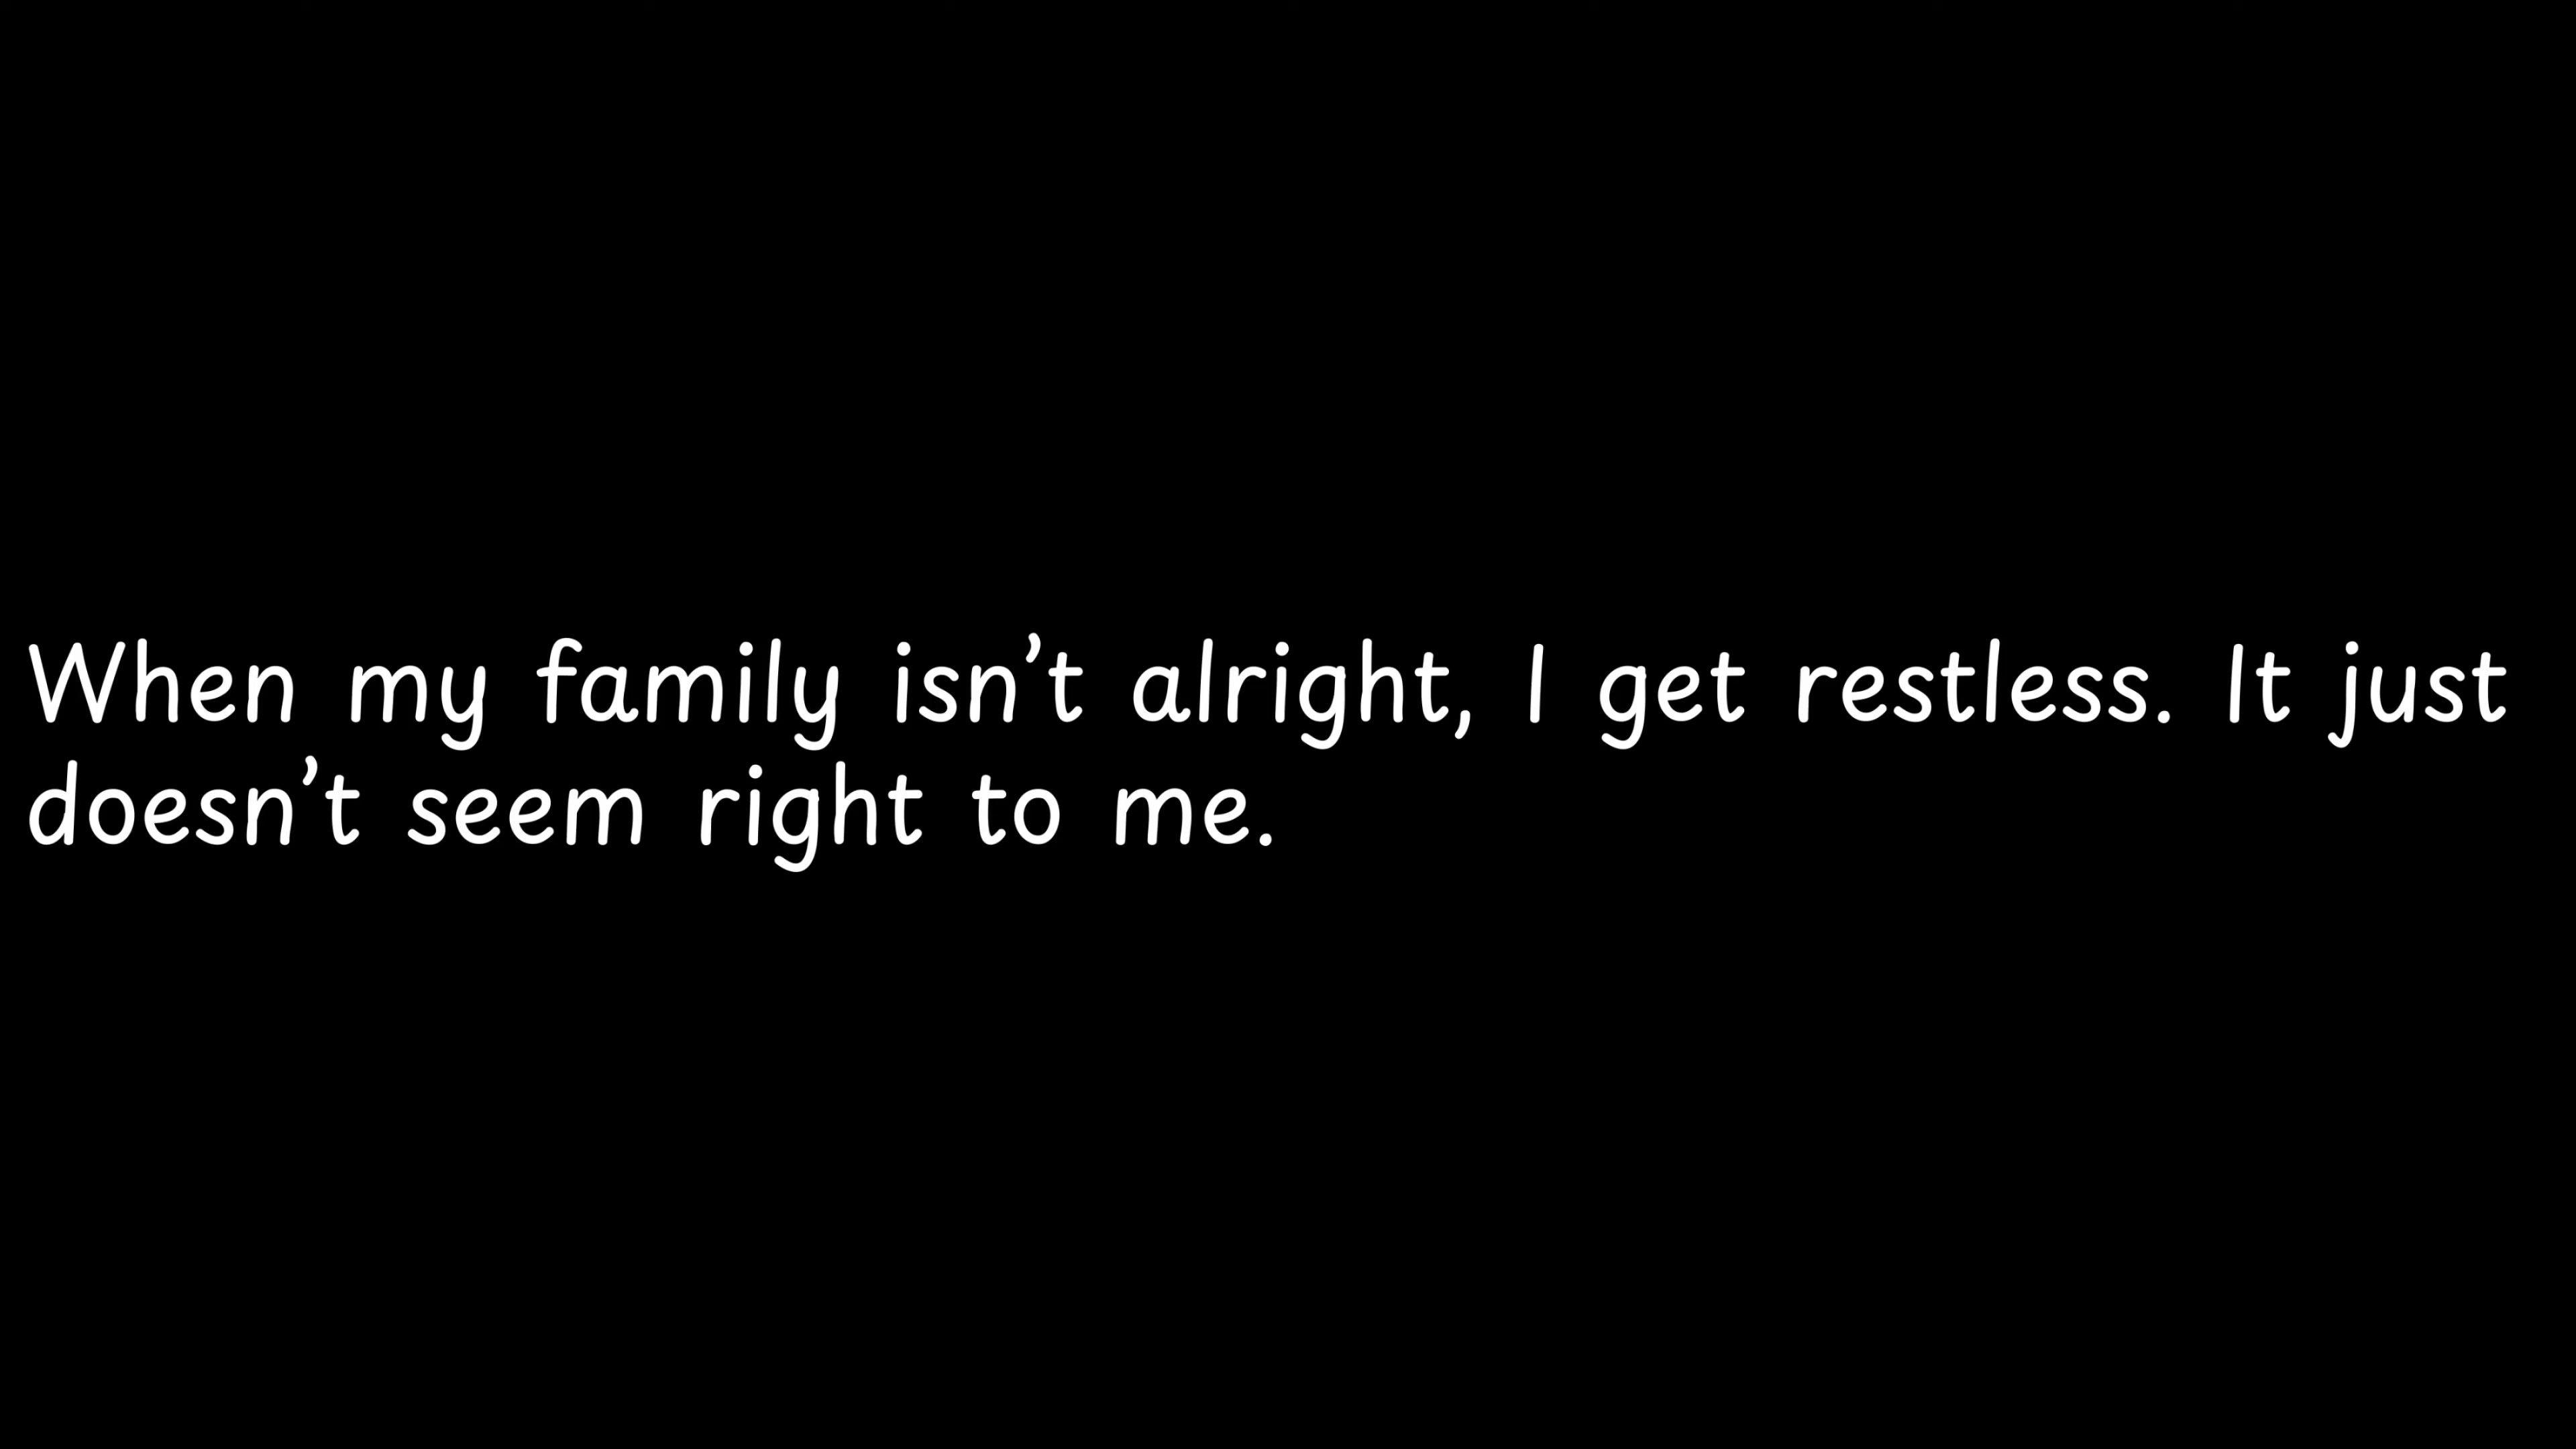 When my family isn’t alright, I get restless. It just
doesn’t seem right to me.